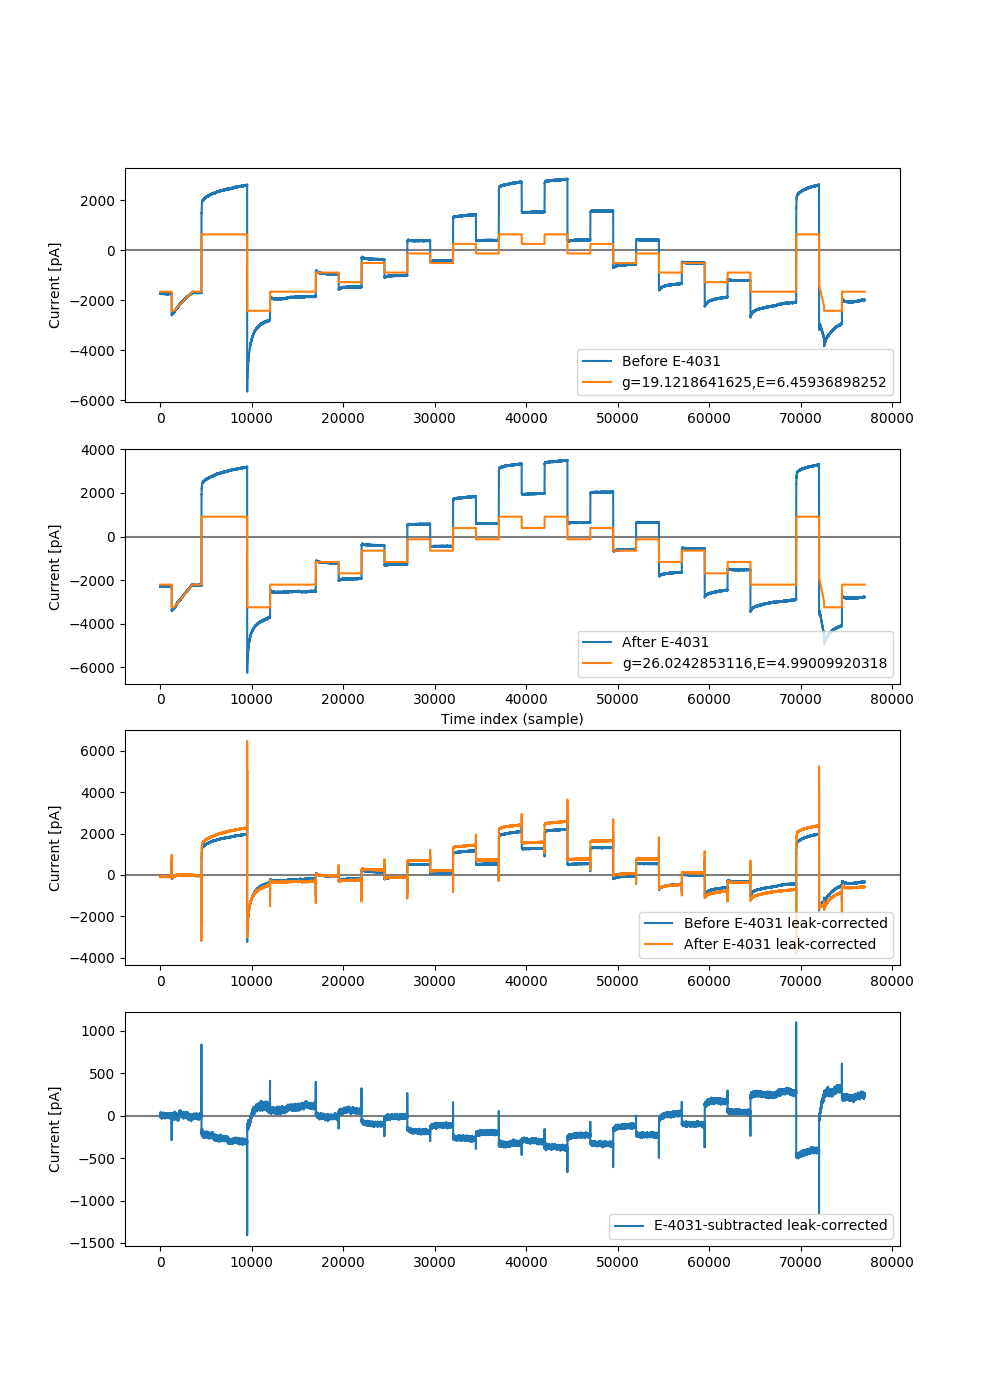 2000
0
−2000
−4000
−6000
Current [pA]
Before E-4031
g=19.1218641625,E=6.45936898252
0 10000 20000 30000 40000 50000 60000 70000 80000
4000
2000
0
−2000
−4000
−6000
Current [pA]
After E-4031
g=26.0242853116,E=4.99009920318
0 10000 20000 30000 40000 50000 60000 70000 80000
Time index (sample)
6000
4000
2000
0
−2000
−4000
Current [pA]
Before E-4031 leak-corrected
After E-4031 leak-corrected
0 10000 20000 30000 40000 50000 60000 70000 80000
1000
500
0
−500
−1000
−1500
Current [pA]
E-4031-subtracted leak-corrected
0 10000 20000 30000 40000 50000 60000 70000 80000